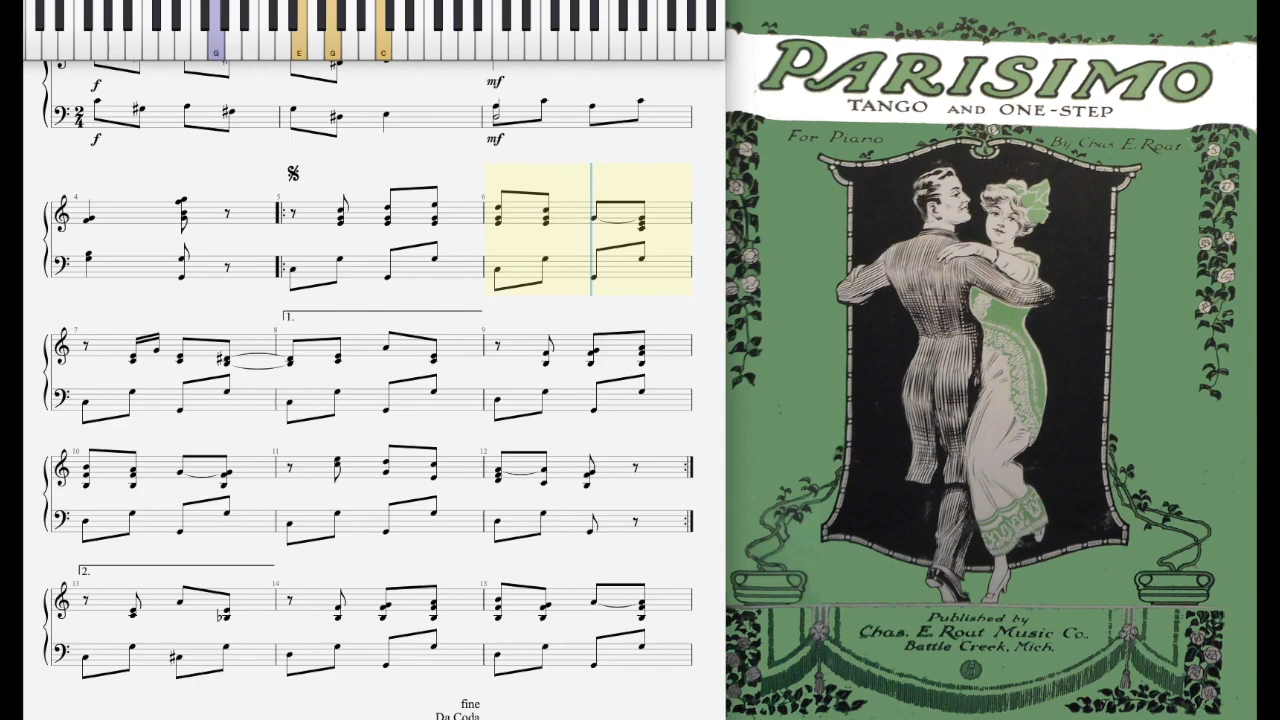 G E G C
f mf
2
4
f mf
4 5 6
7 8 9
1.
10 11 12
13 14 15
2.
fine
Da Coda
PARISIMO
TANGO AND ONE-STEP
For Piano By Chas. E. Roat
Published by
Chas. E. Roat Music Co.
Battle Creek, Mich.